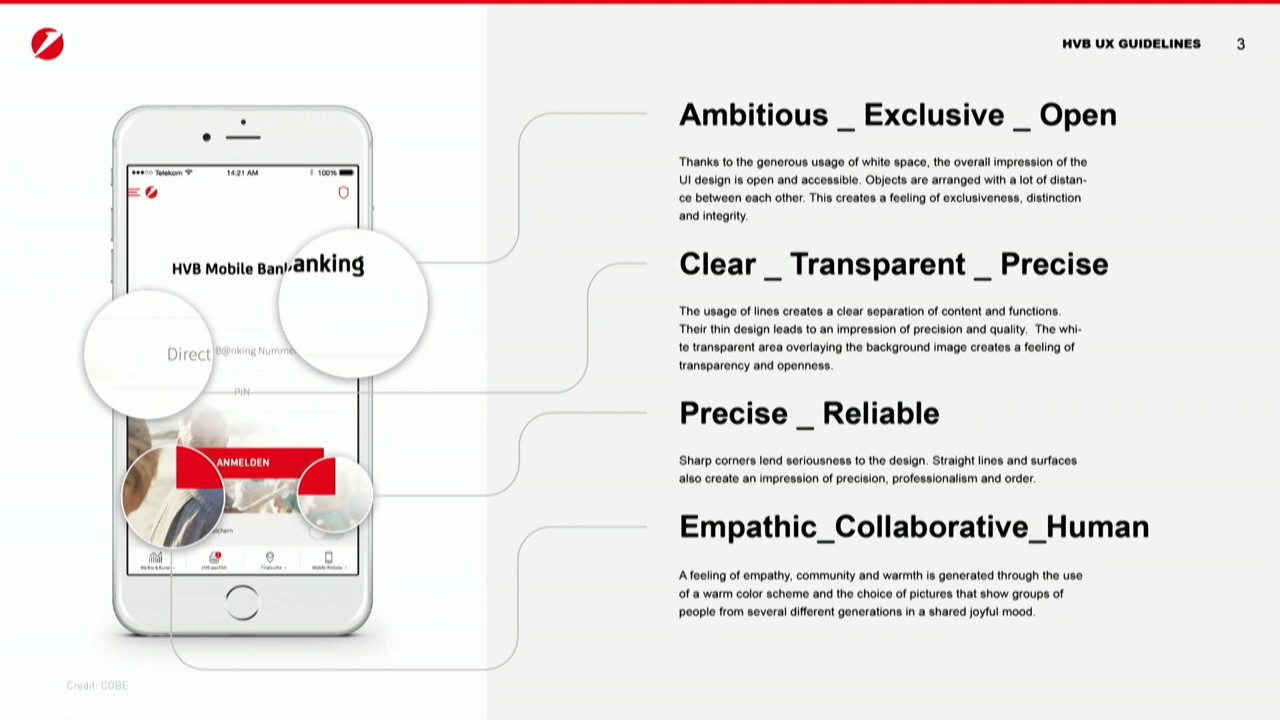 HVB UX GUIDELINES 3
Ambitious _ Exclusive _ Open
Thanks to the generous usage of white space, the overall impression of the
UI design is open and accessible. Objects are arranged with a lot of distan-
ce between each other. This creates a feeling of exclusiveness, distinction
and integrity.
Clear _ Transparent _ Precise
The usage of lines creates a clear separation of content and functions.
Their thin design leads to an impression of precision and quality.  The whi-
te transparent area overlaying the background image creates a feeling of
transparency and openness.
Precise _ Reliable
Sharp corners lend seriousness to the design. Straight lines and surfaces
also create an impression of precision, professionalism and order.
Empathic_Collaborative_Human
A feeling of empathy, community and warmth is generated through the use
of a warm color scheme and the choice of pictures that show groups of
people from several different generations in a shared joyful mood.
Telekom 14:21 AM 100%
HVB Mobile Banking
Direct B@nking Numme
PIN
ANMELDEN
Mobile Website
Credit: COBE